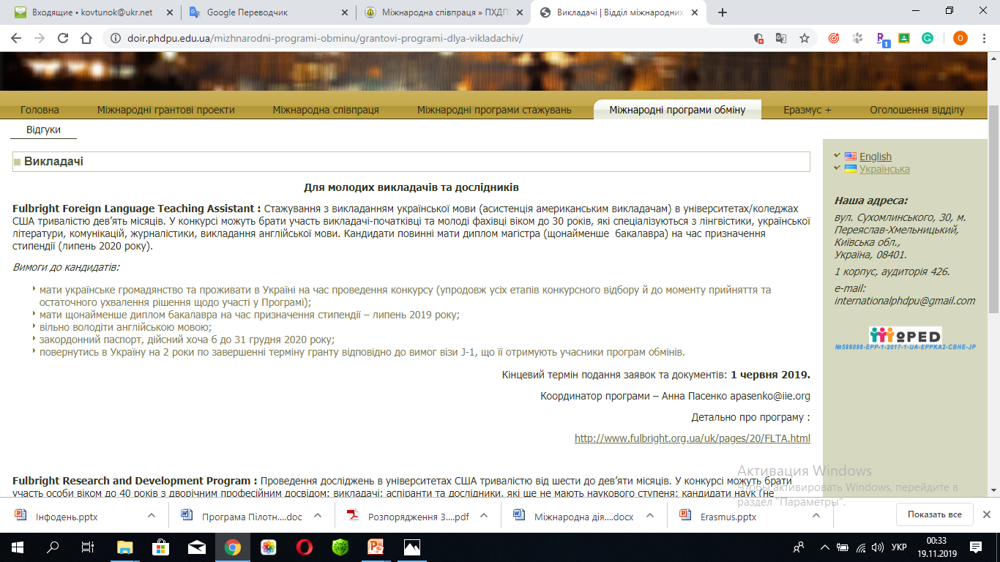 Входящие • kovtunok@ukr.net
Google Переводчик
Міжнародна співпраця » ПХДП
Викладачі | Відділ міжнародних
doir.phdpu.edu.ua/mizhnarodni-programi-obminu/grantovi-programi-dlya-vikladachiv/
1
O
Головна
Міжнародні грантові проекти
Міжнародна співпраця
Міжнародні програми стажувань
Міжнародні програми обміну
Еразмус +
Оголошення відділу
Відгуки
Викладачі
Для молодих викладачів та дослідників
Fulbright Foreign Language Teaching Assistant : Стажування з викладанням української мови (асистенція американським викладачам) в університетах/коледжах
США тривалістю дев’ять місяців. У конкурсі можуть брати участь викладачі-початківці та молоді фахівці віком до 30 років, які спеціалізуються з лінгвістики, української
літератури, комунікацій, журналістики, викладання англійської мови. Кандидати повинні мати диплом магістра (щонайменше бакалавра) на час призначення
стипендії (липень 2020 року).
Вимоги до кандидатів:
мати українське громадянство та проживати в Україні на час проведення конкурсу (упродовж усіх етапів конкурсного відбору й до моменту прийняття та
остаточного ухвалення рішення щодо участі у Програмі);
мати щонайменше диплом бакалавра на час призначення стипендії – липень 2019 року;
вільно володіти англійською мовою;
закордонний паспорт, дійсний хоча б до 31 грудня 2020 року;
повернутись в Україну на 2 роки по завершенні терміну гранту відповідно до вимог візи J-1, що її отримують учасники програм обмінів.
Кінцевий термін подання заявок та документів: 1 червня 2019.
Координатор програми – Анна Пасенко apasenko@iie.org
Детально про програму :
http://www.fulbright.org.ua/uk/pages/20/FLTA.html
Fulbright Research and Development Program : Проведення досліджень в університетах США тривалістю від шести до дев’яти місяців. У конкурсі можуть брати
участь особи віком до 40 років з дворічним професійним досвідом: викладачі; аспіранти та дослідники, які ще не мають наукового ступеня; кандидати наук (не
English
Українська
Наша адреса:
вул. Сухомлинського, 30, м.
Переяслав-Хмельницький,
Київська обл.,
Україна, 08401.
1 корпус, аудиторія 426.
e-mail:
internationalphdpu@gmail.com
MOPED
№586098-EPP-1-2017-1-UA-EPPKA2-CBHE-JP
Активация Windows
Чтобы активировать Windows, перейдите в
раздел "Параметры".
Інфодень.pptx
Програма Пілотн....doc
Розпорядження З....pdf
Міжнародна дія....docx
Erasmus.pptx
Показать все
УКР
00:33
19.11.2019